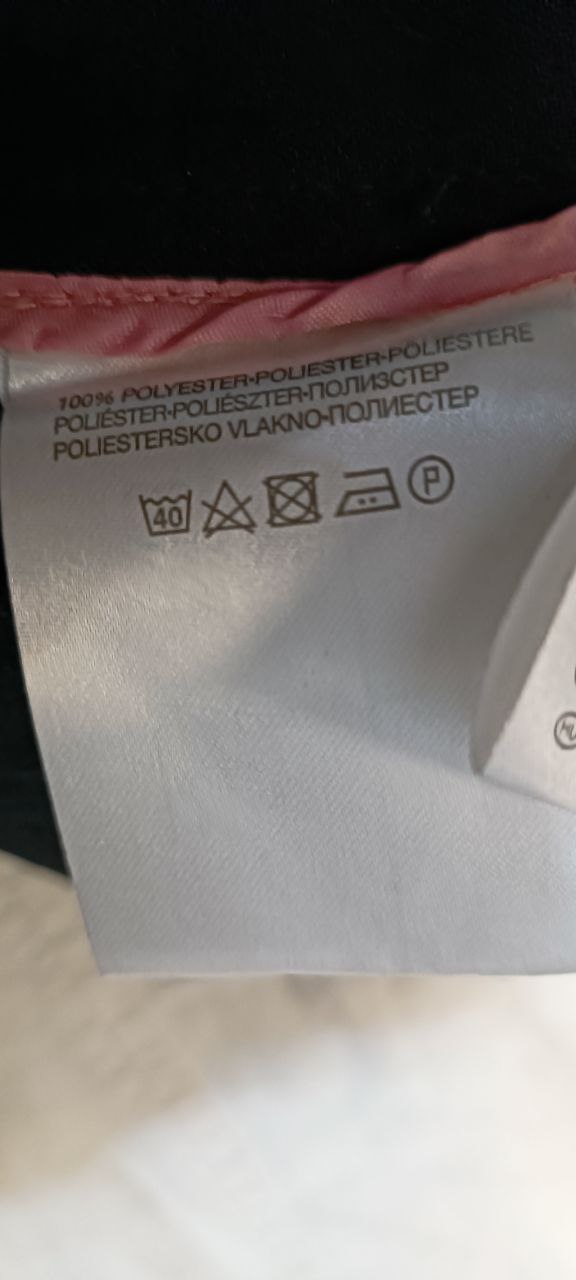 100% POLYESTER-POLIESTER-POLIESTERE
POLIÉSTER-POLIÉSZTER-ПОЛИЭСТЕР
POLIESTERSKO VLAKNO-ПОЛИЕСТЕР
40 P